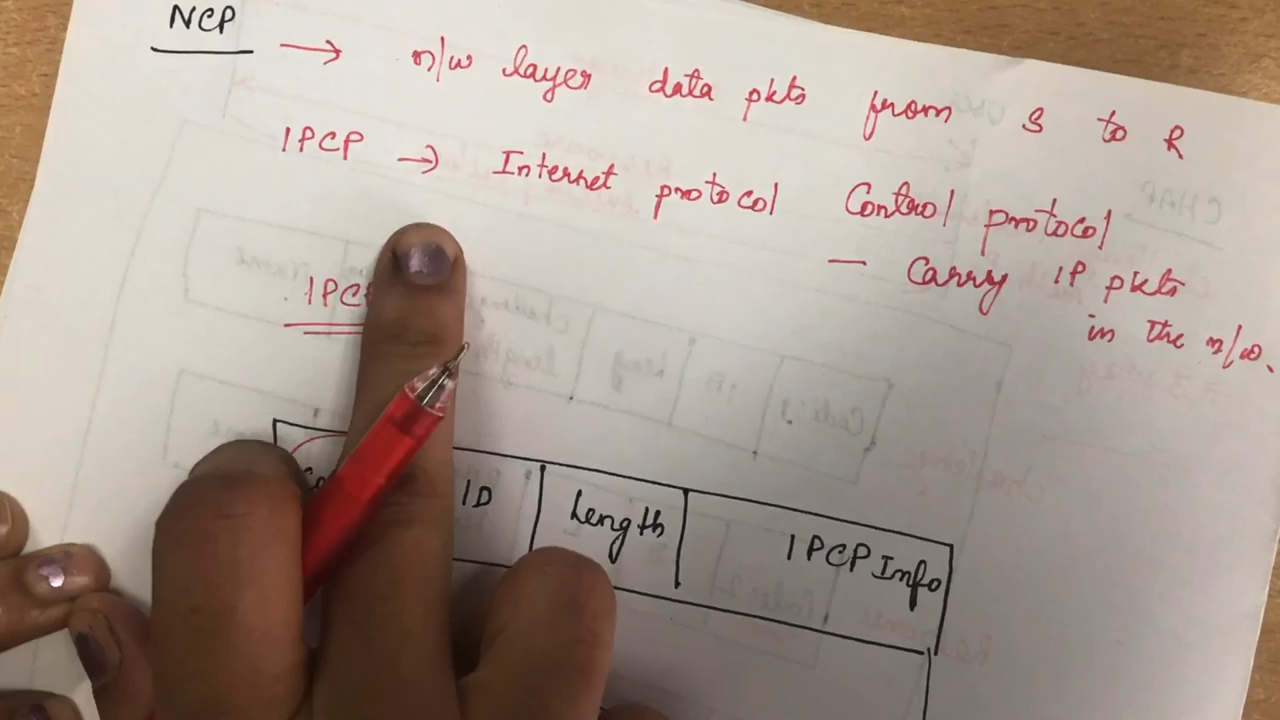 NCP → n/w layer data pkts from S to R
IPCP → Internet protocol Control protocol
— Carry IP pkts
in the n/w.
ID Length IPCP Info